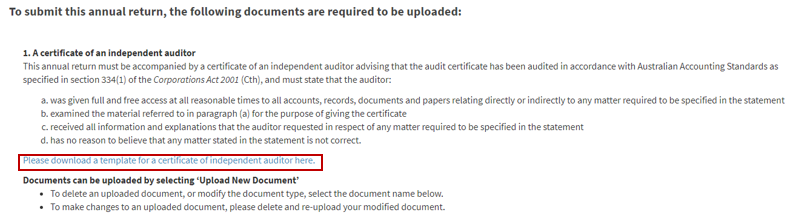 To submit this annual return, the following documents are required to be uploaded:
1. A certificate of an independent auditor
This annual return must be accompanied by a certificate of an independent auditor advising that the audit certificate has been audited in accordance with Australian Accounting Standards as
specified in section 334(1) of the Corporations Act 2001 (Cth), and must state that the auditor:
a. was given full and free access at all reasonable times to all accounts, records, documents and papers relating directly or indirectly to any matter required to be specified in the statement
b. examined the material referred to in paragraph (a) for the purpose of giving the certificate
c. received all information and explanations that the auditor requested in respect of any matter required to be specified in the statement
d. has no reason to believe that any matter stated in the statement is not correct.
Please download a template for a certificate of independent auditor here.
Documents can be uploaded by selecting ‘Upload New Document’
• To delete an uploaded document, or modify the document type, select the document name below.
• To make changes to an uploaded document, please delete and re-upload your modified document.